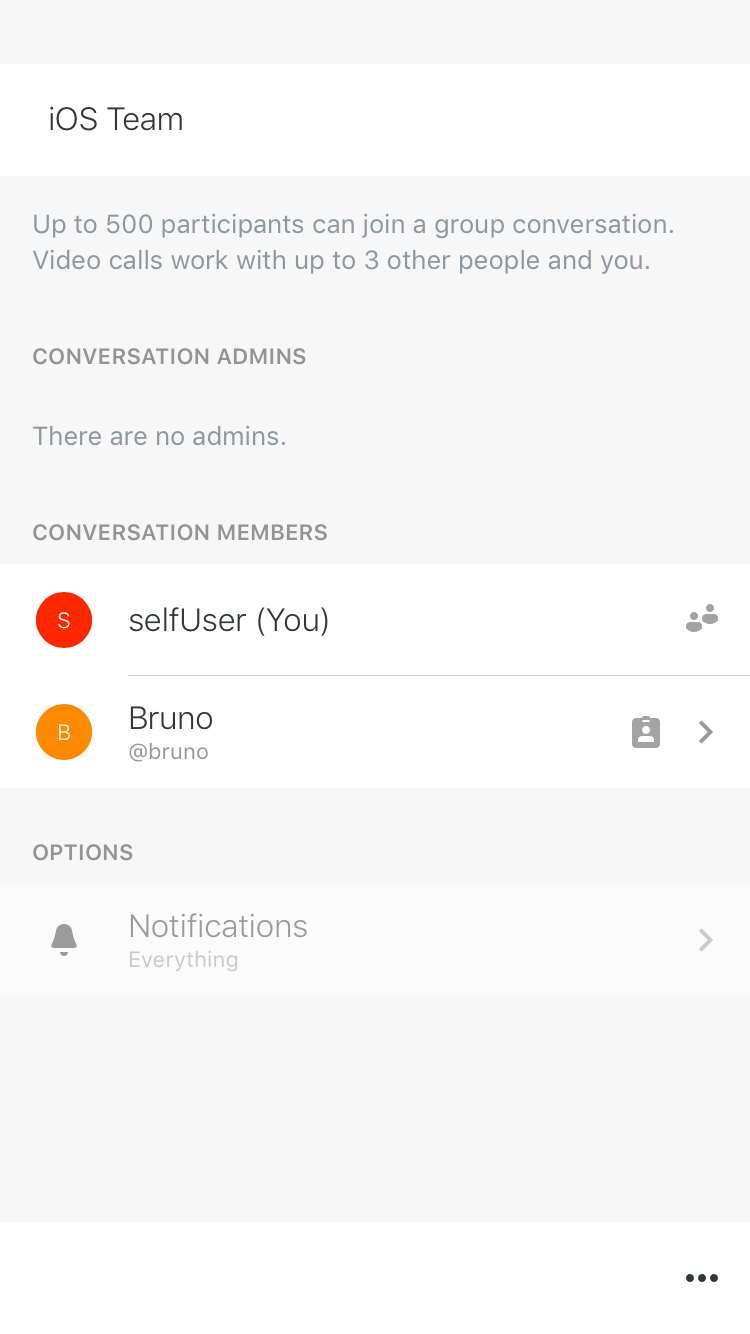 iOS Team
Up to 500 participants can join a group conversation.
Video calls work with up to 3 other people and you.
CONVERSATION ADMINS
There are no admins.
CONVERSATION MEMBERS
S selfUser (You)
B Bruno
@bruno
OPTIONS
Notifications
Everything